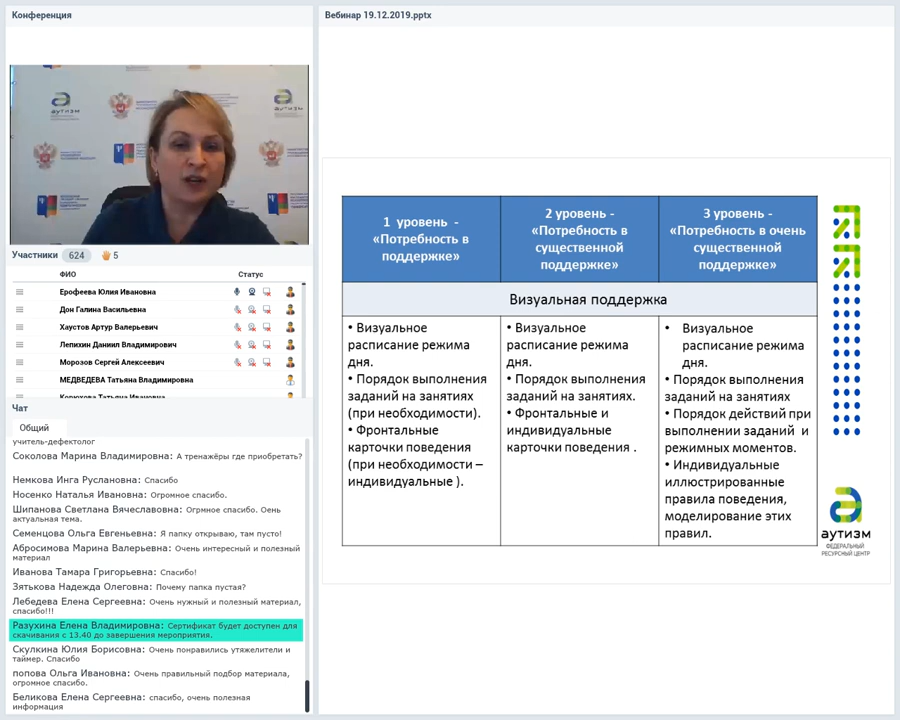 Конференция
аутизм
аутизм
Участники 624 5
ФИО Статус
Ерофеева Юлия Ивановна
Дон Галина Васильевна
Хаустов Артур Валерьевич
Лепихин Даниил Владимирович
Морозов Сергей Алексеевич
МЕДВЕДЕВА Татьяна Владимировна
Чат
Общий
учитель-дефектолог
Соколова Марина Владимировна: А тренажёры где приобретать?
Немкова Инга Руслановна: Спасибо
Носенко Наталья Ивановна: Огромное спасибо.
Шипанова Светлана Вячеславовна: Огрмное спасибо. Оень
актуальная тема.
Семенцова Ольга Евгеньевна: Я папку открываю, там пусто!
Абросимова Марина Валерьевна: Очень интересный и полезный
материал
Иванова Тамара Григорьевна: Спасибо!
Зятькова Надежда Олеговна: Почему папка пустая?
Лебедева Елена Сергеевна: Очень нужный и полезный материал,
спасибо!!!
Разухина Елена Владимировна: Сертификат будет доступен для
скачивания с 13.40 до завершения мероприятия.
Скулкина Юлия Борисовна: Очень понравились утяжелители и
таймер. Спасибо
попова Ольга Ивановна: Очень правильный подбор материала,
огромное спасибо.
Беликова Елена Сергеевна: спасибо, очень полезная
информация
Вебинар 19.12.2019.pptx
1 уровень -
«Потребность в
поддержке»
2 уровень -
«Потребность в
существенной
поддержке»
3 уровень -
«Потребность в очень
существенной
поддержке»
Визуальная поддержка
• Визуальное
расписание режима
дня.
• Порядок выполнения
заданий на занятиях
(при необходимости).
• Фронтальные
карточки поведения
(при необходимости –
индивидуальные ).
• Визуальное
расписание режима
дня.
• Порядок выполнения
заданий на занятиях.
• Фронтальные и
индивидуальные
карточки поведения .
• Визуальное
расписание режима
дня.
• Порядок выполнения
заданий на занятиях
• Порядок действий при
выполнении заданий и
режимных моментов.
• Индивидуальные
иллюстрированные
правила поведения,
моделирование этих
правил.
аутизм
ФЕДЕРАЛЬНЫЙ
РЕСУРСНЫЙ ЦЕНТР